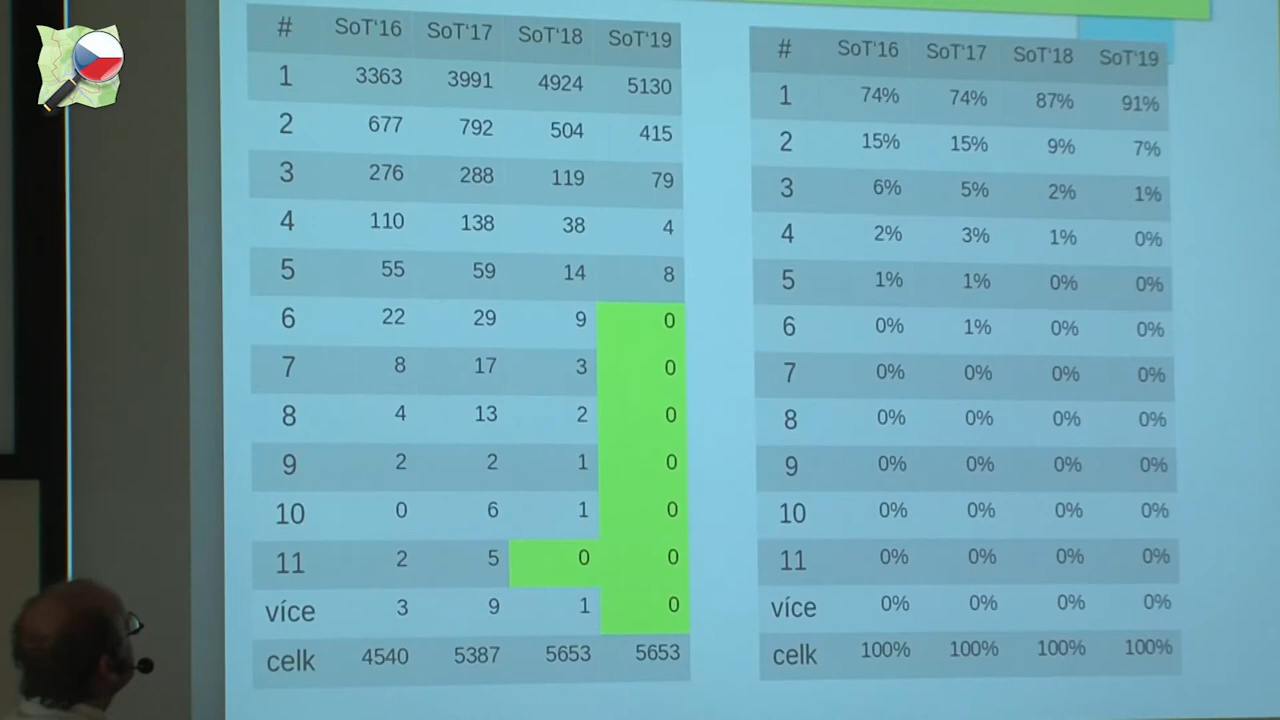 # SoT'16 SoT'17 SoT'18 SoT'19
1 3363 3991 4924 5130
2 677 792 504 415
3 276 288 119 79
4 110 138 38 4
5 55 59 14 8
6 22 29 9 0
7 8 17 3 0
8 4 13 2 0
9 2 2 1 0
10 0 6 1 0
11 2 5 0 0
více 3 9 1 0
celk 4540 5387 5653 5653
# SoT'16 SoT'17 SoT'18 SoT'19
1 74% 74% 87% 91%
2 15% 15% 9% 7%
3 6% 5% 2% 1%
4 2% 3% 1% 0%
5 1% 1% 0% 0%
6 0% 1% 0% 0%
7 0% 0% 0% 0%
8 0% 0% 0% 0%
9 0% 0% 0% 0%
10 0% 0% 0% 0%
11 0% 0% 0% 0%
více 0% 0% 0% 0%
celk 100% 100% 100% 100%